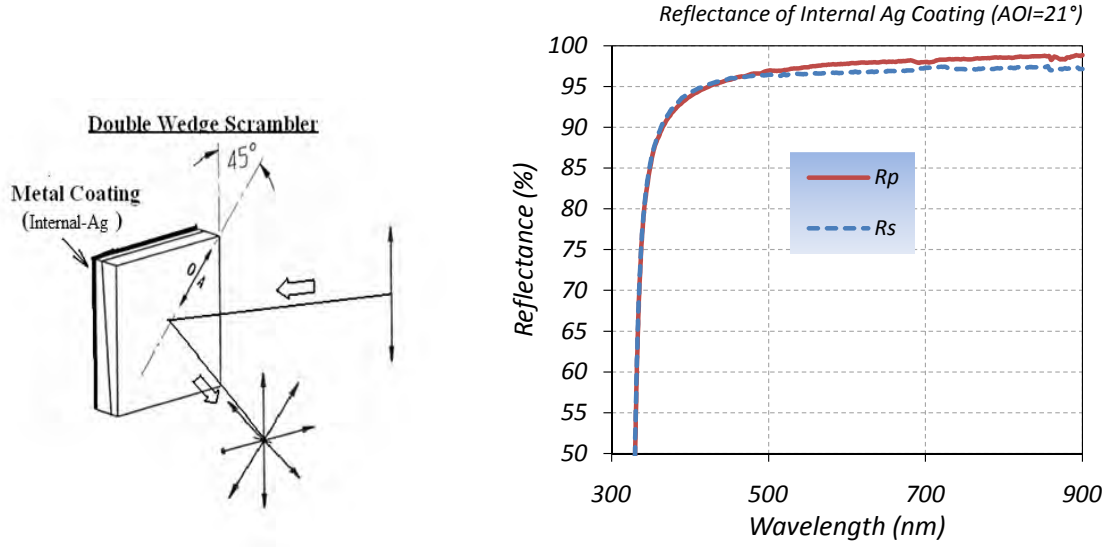 Double Wedge Scrambler
45°
Metal Coating
(Internal-Ag )
OA
Reflectance of Internal Ag Coating (AOI=21°)
100
95
90
85
80
75
70
65
60
55
50
Reflectance (%)
Rp
Rs
300
500
700
900
Wavelength (nm)